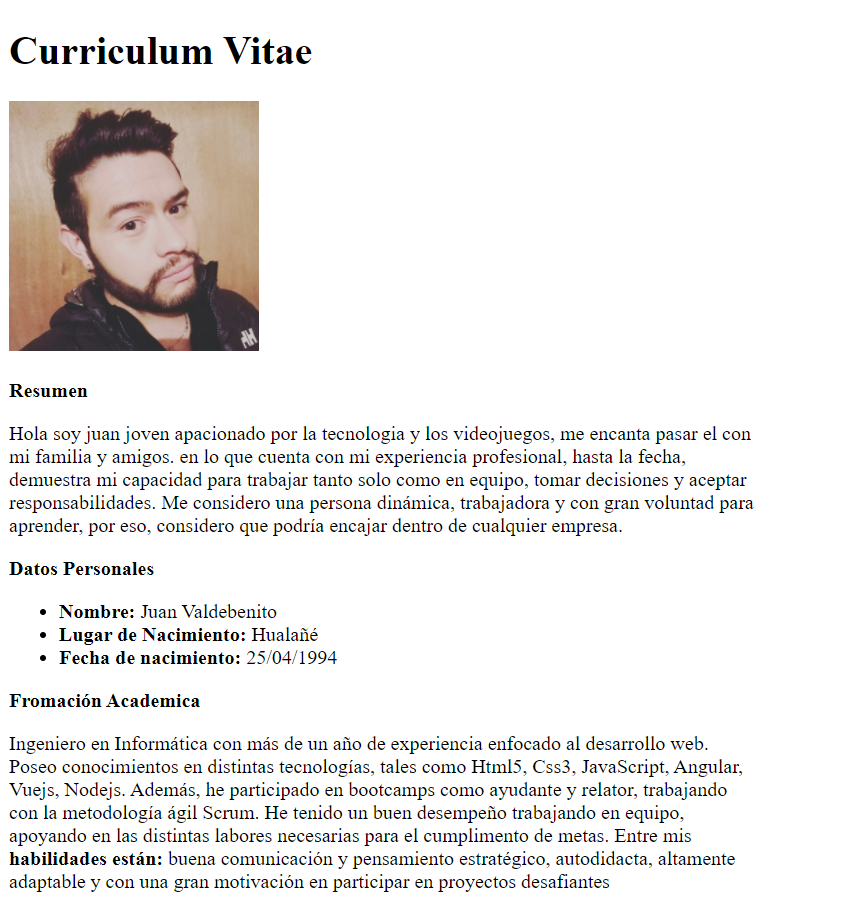 Curriculum Vitae
Resumen
Hola soy juan joven apacionado por la tecnologia y los videojuegos, me encanta pasar el con
mi familia y amigos. en lo que cuenta con mi experiencia profesional, hasta la fecha,
demuestra mi capacidad para trabajar tanto solo como en equipo, tomar decisiones y aceptar
responsabilidades. Me considero una persona dinámica, trabajadora y con gran voluntad para
aprender, por eso, considero que podría encajar dentro de cualquier empresa.
Datos Personales
Nombre: Juan Valdebenito
Lugar de Nacimiento: Hualañé
Fecha de nacimiento: 25/04/1994
Fromación Academica
Ingeniero en Informática con más de un año de experiencia enfocado al desarrollo web.
Poseo conocimientos en distintas tecnologías, tales como Html5, Css3, JavaScript, Angular,
Vuejs, Nodejs. Además, he participado en bootcamps como ayudante y relator, trabajando
con la metodología ágil Scrum. He tenido un buen desempeño trabajando en equipo,
apoyando en las distintas labores necesarias para el cumplimento de metas. Entre mis
habilidades están: buena comunicación y pensamiento estratégico, autodidacta, altamente
adaptable y con una gran motivación en participar en proyectos desafiantes